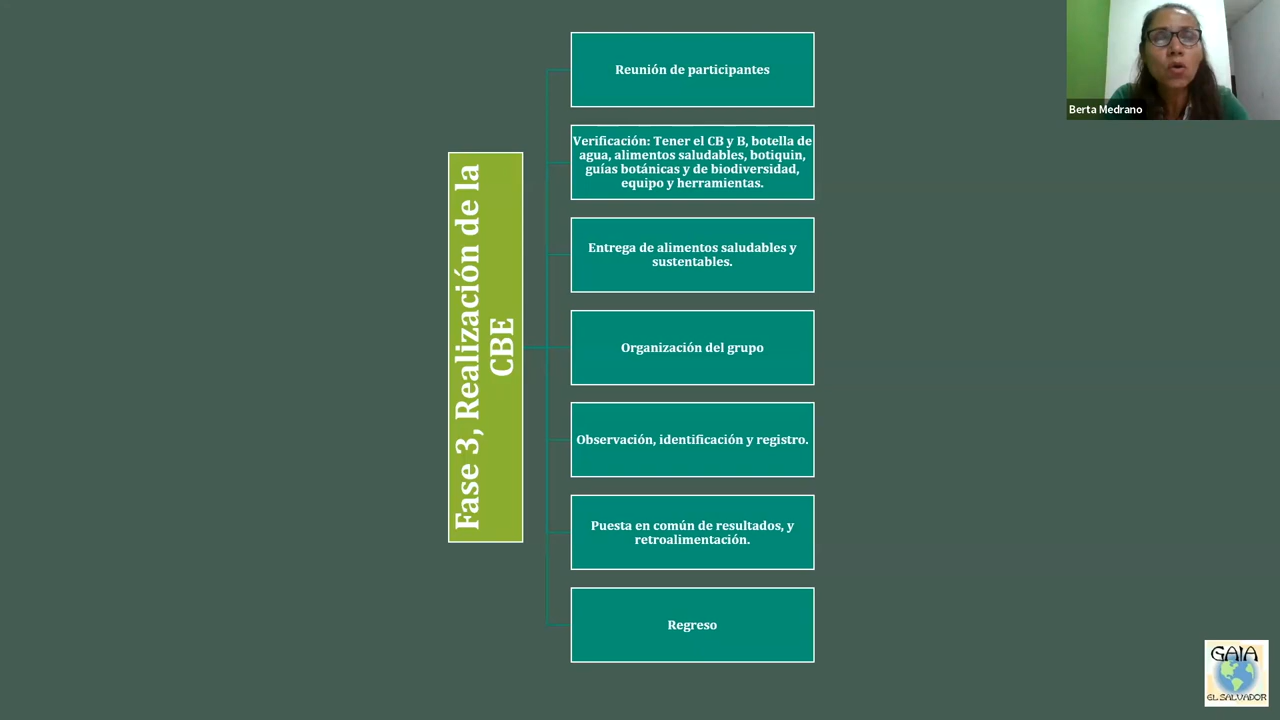 Reunión de participantes
Verificación: Tener el CB y B, botella de
agua, alimentos saludables, botiquin,
guías botánicas y de biodiversidad,
equipo y herramientas.
Entrega de alimentos saludables y
sustentables.
Fase 3, Realización de la
CBE
Organización del grupo
Observación, identificación y registro.
Puesta en común de resultados, y
retroalimentación.
Regreso
Berta Medrano
GAIA
EL SALVADOR